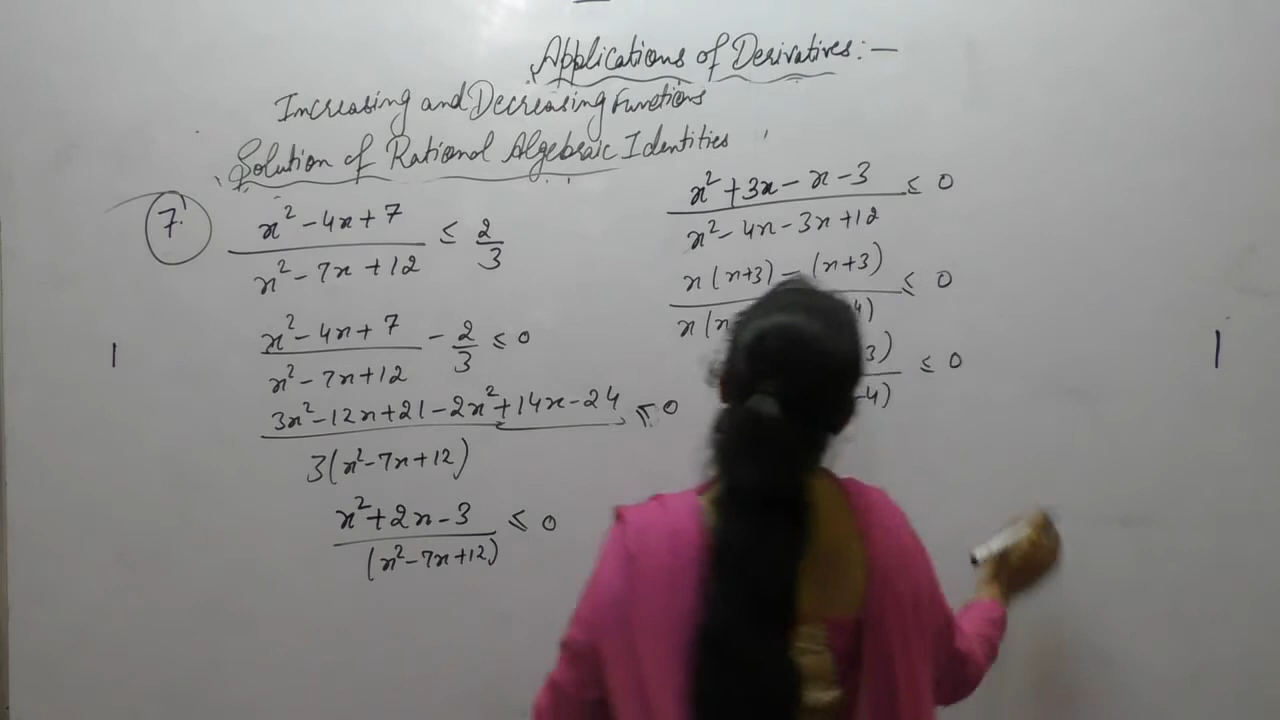 Applications of Derivatives:-
Increasing and Decreasing Functions
Solution of Rational Algebraic Identities
7.
x² - 4x + 7 / x² - 7x + 12 ≤ 2/3
x² - 4x + 7 / x² - 7x + 12 - 2/3 ≤ 0
3x² - 12x + 21 - 2x² + 14x - 24 / 3(x² - 7x + 12) ≤ 0
x² + 2x - 3 / (x² - 7x + 12) ≤ 0
x² + 3x - x - 3 / x² - 4x - 3x + 12 ≤ 0
x(x+3) - (x+3) / x(x 4) ≤ 0
3) / -4) ≤ 0